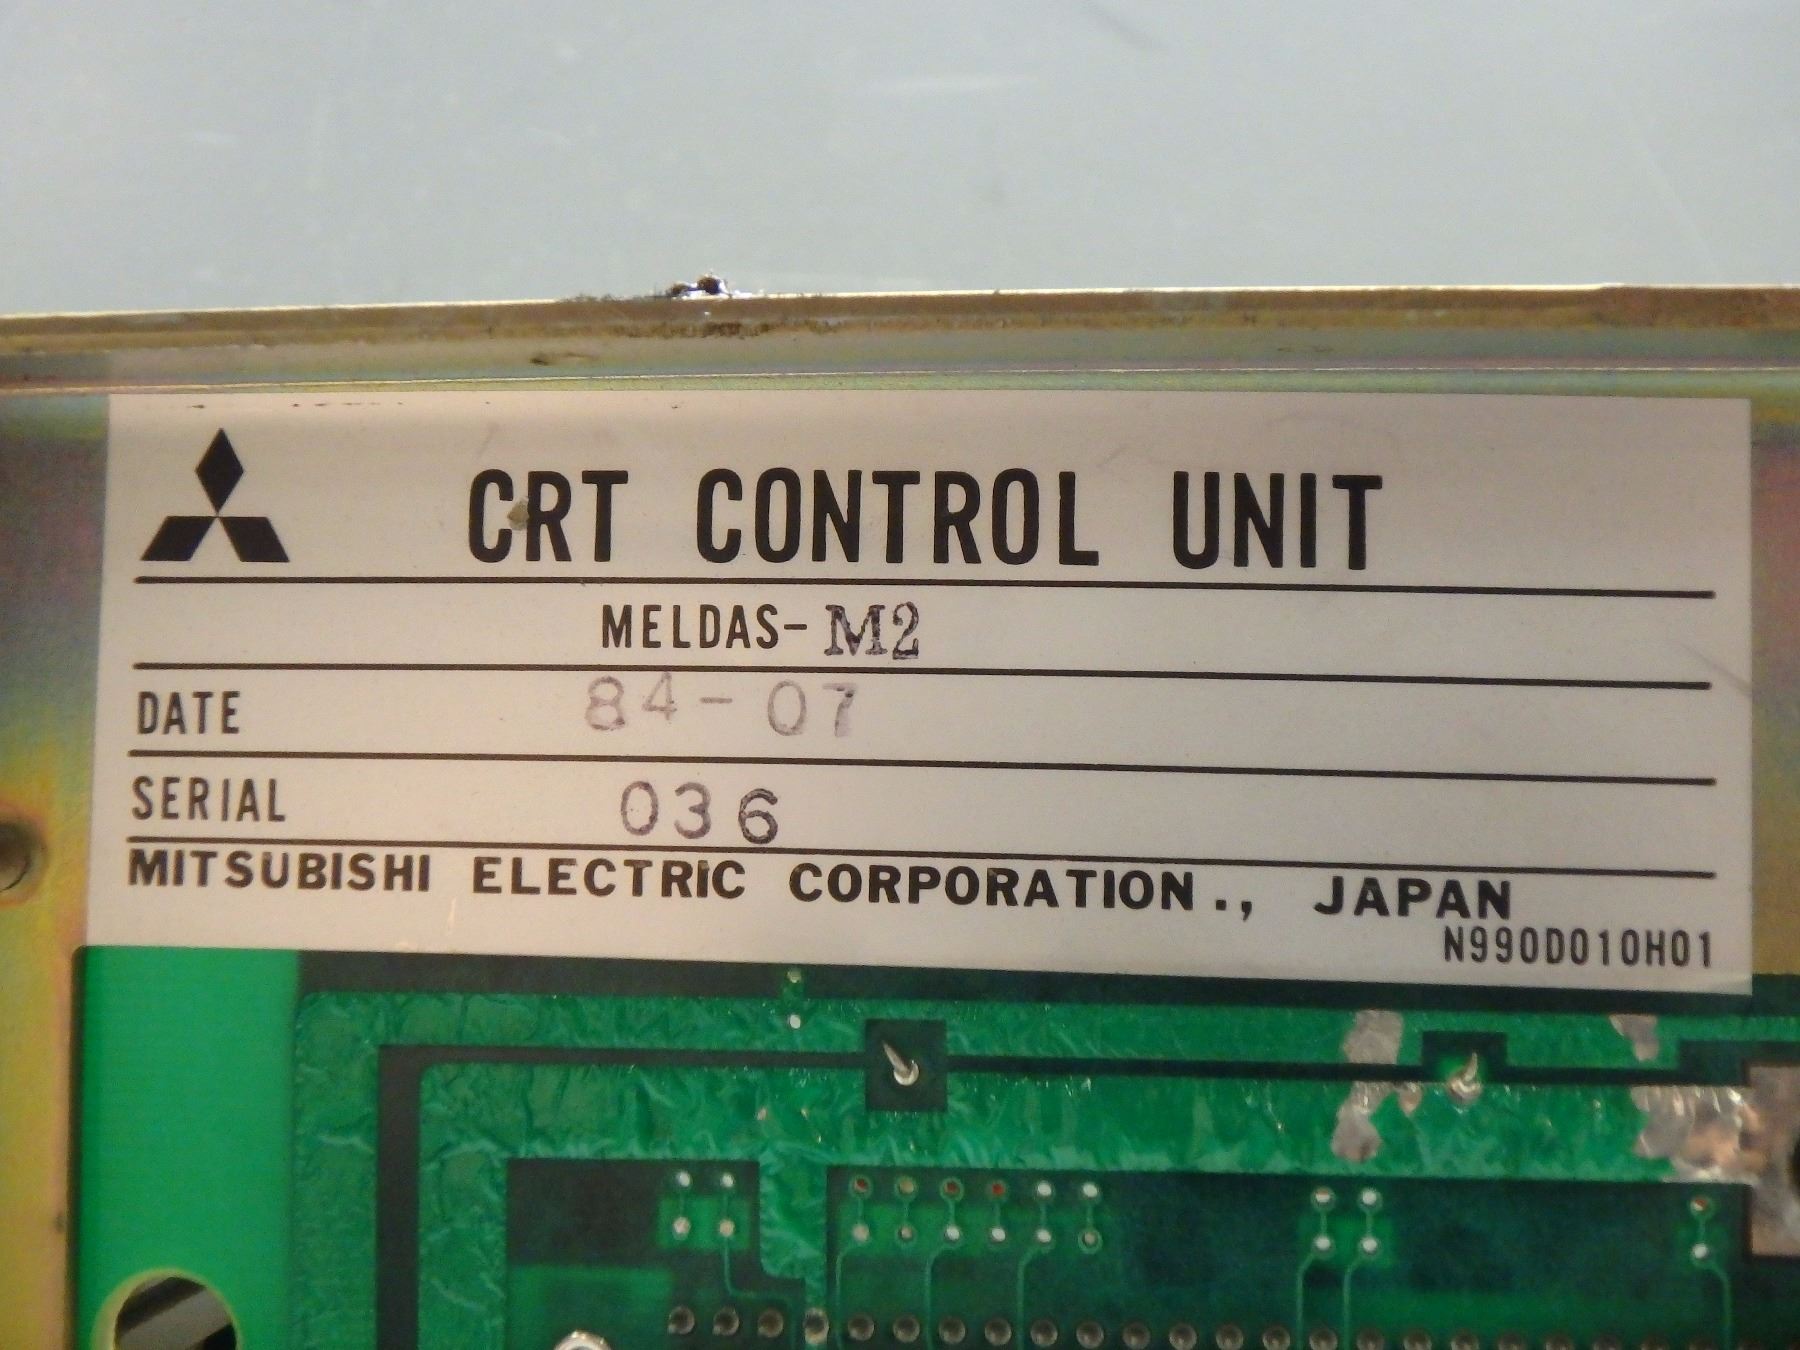 CRT CONTROL UNIT
MELDAS-M2
DATE 84-07
SERIAL 036
MITSUBISHI ELECTRIC CORPORATION., JAPAN
N990D010H01